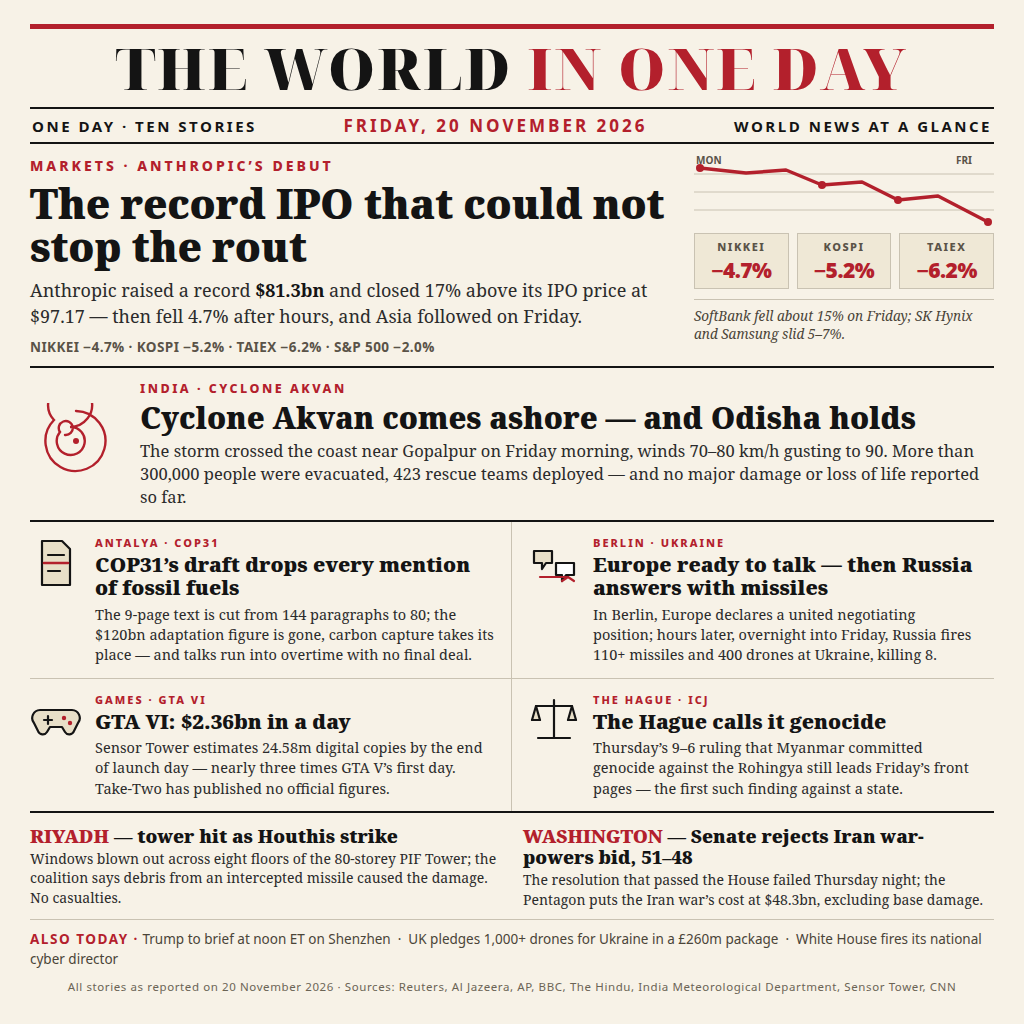 THE WORLD IN ONE DAY
ONE DAY · TEN STORIES
FRIDAY, 20 NOVEMBER 2026
WORLD NEWS AT A GLANCE
MARKETS · ANTHROPIC’S DEBUT
The record IPO that could not
stop the rout
Anthropic raised a record $81.3bn and closed 17% above its IPO price at
$97.17 — then fell 4.7% after hours, and Asia followed on Friday.
NIKKEI −4.7% · KOSPI −5.2% · TAIEX −6.2% · S&P 500 −2.0%
MON
FRI
NIKKEI
−4.7%
KOSPI
−5.2%
TAIEX
−6.2%
SoftBank fell about 15% on Friday; SK Hynix
and Samsung slid 5–7%.
INDIA · CYCLONE AKVAN
Cyclone Akvan comes ashore — and Odisha holds
The storm crossed the coast near Gopalpur on Friday morning, winds 70–80 km/h gusting to 90. More than
300,000 people were evacuated, 423 rescue teams deployed — and no major damage or loss of life reported
so far.
ANTALYA · COP31
COP31’s draft drops every mention
of fossil fuels
The 9-page text is cut from 144 paragraphs to 80; the
$120bn adaptation figure is gone, carbon capture takes its
place — and talks run into overtime with no final deal.
BERLIN · UKRAINE
Europe ready to talk — then Russia
answers with missiles
In Berlin, Europe declares a united negotiating
position; hours later, overnight into Friday, Russia fires
110+ missiles and 400 drones at Ukraine, killing 8.
GAMES · GTA VI
GTA VI: $2.36bn in a day
Sensor Tower estimates 24.58m digital copies by the end
of launch day — nearly three times GTA V’s first day.
Take-Two has published no official figures.
THE HAGUE · ICJ
The Hague calls it genocide
Thursday’s 9–6 ruling that Myanmar committed
genocide against the Rohingya still leads Friday’s front
pages — the first such finding against a state.
RIYADH — tower hit as Houthis strike
Windows blown out across eight floors of the 80-storey PIF Tower; the
coalition says debris from an intercepted missile caused the damage.
No casualties.
WASHINGTON — Senate rejects Iran war-
powers bid, 51–48
The resolution that passed the House failed Thursday night; the
Pentagon puts the Iran war’s cost at $48.3bn, excluding base damage.
ALSO TODAY · Trump to brief at noon ET on Shenzhen · UK pledges 1,000+ drones for Ukraine in a £260m package · White House fires its national
cyber director
All stories as reported on 20 November 2026 · Sources: Reuters, Al Jazeera, AP, BBC, The Hindu, India Meteorological Department, Sensor Tower, CNN